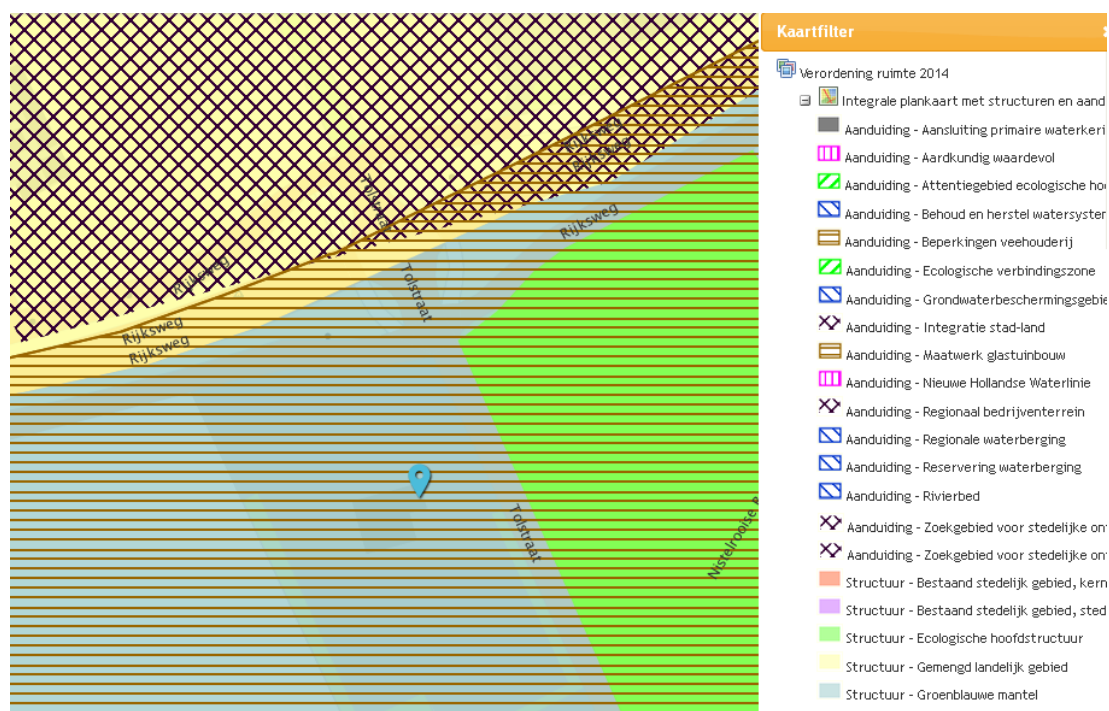 Kaartfilter
Verordening ruimte 2014
Integrale plankaart met structuren en aand
Aanduiding - Aansluiting primaire waterkeri
Aanduiding - Aardkundig waardevol
Aanduiding - Attentiegebied ecologische ho
Aanduiding - Behoud en herstel watersyster
Aanduiding - Beperkingen veehouderij
Aanduiding - Ecologische verbindingszone
Aanduiding - Grondwaterbeschermingsgebie
Aanduiding - Integratie stad-land
Aanduiding - Maatwerk glastuinbouw
Aanduiding - Nieuwe Hollandse Waterlinie
Aanduiding - Regionaal bedrijventerrein
Aanduiding - Regionale waterberging
Aanduiding - Reservering waterberging
Aanduiding - Rivierbed
Aanduiding - Zoekgebied voor stedelijke on
Aanduiding - Zoekgebied voor stedelijke on
Structuur - Bestaand stedelijk gebied, kern
Structuur - Bestaand stedelijk gebied, sted
Structuur - Ecologische hoofdstructuur
Structuur - Gemengd landelijk gebied
Structuur - Groenblauwe mantel
Rijksweg
Rijksweg
Tolstraat
Rijksweg
Rijksweg
Tolstraat
Rijksweg
Rijksweg
Tolstraat
Nistelrooise